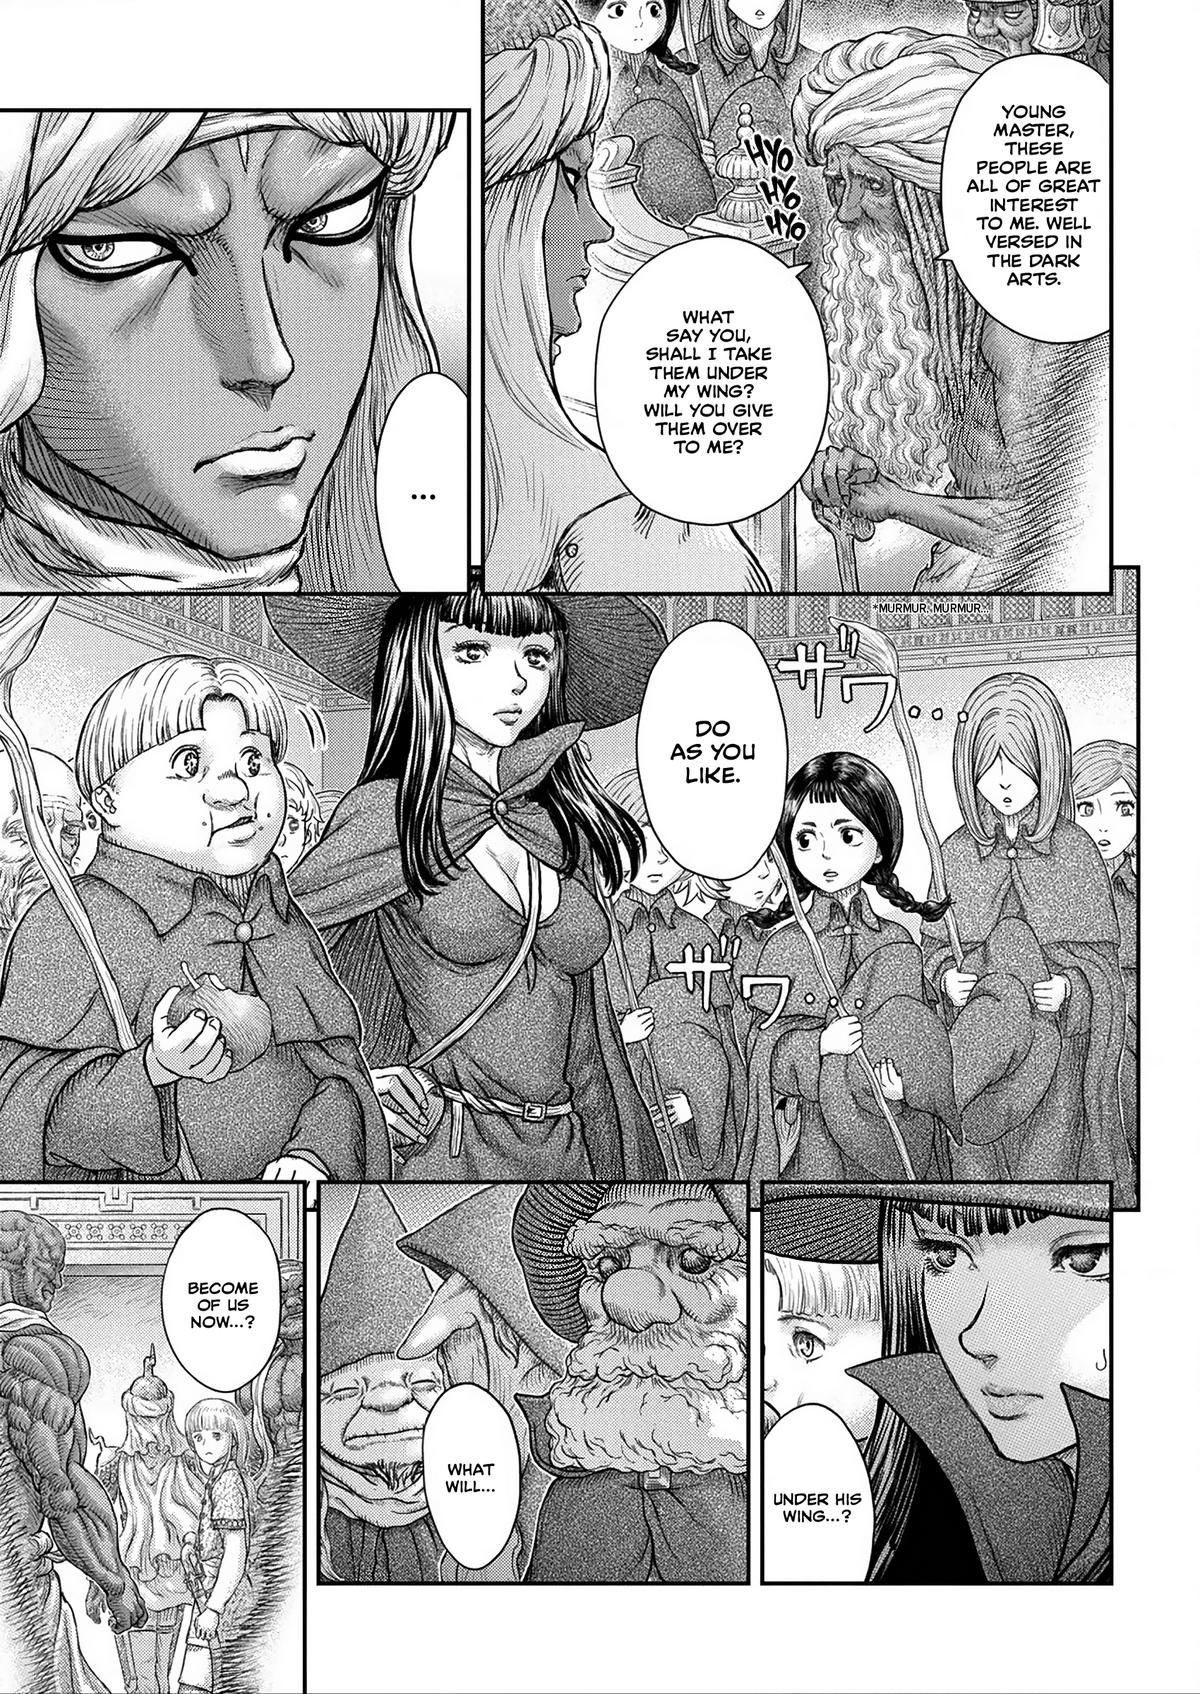 YOUNG
MASTER,
THESE
PEOPLE ARE
ALL OF GREAT
INTEREST
TO ME. WELL
VERSED IN
THE DARK
ARTS.
HYO
HYO
HYO
WHAT
SAY YOU,
SHALL I TAKE
THEM UNDER
MY WING?
WILL YOU GIVE
THEM OVER
TO ME?
...
*MURMUR, MURMUR...
ザワ...
DO
AS YOU
LIKE.
ザワ...
UNDER HIS
WING...?
WHAT
WILL...
BECOME
OF US
NOW...?